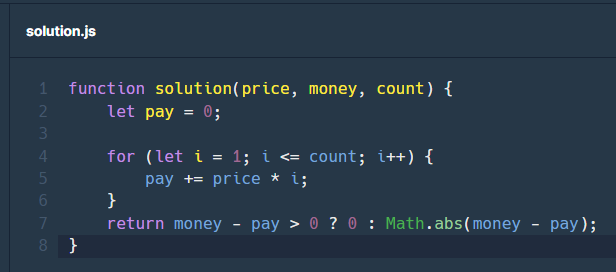 solution.js
1 function solution(price, money, count) {
2     let pay = 0;
3
4     for (let i = 1; i <= count; i++) {
5         pay += price * i;
6     }
7     return money - pay > 0 ? 0 : Math.abs(money - pay);
8 }